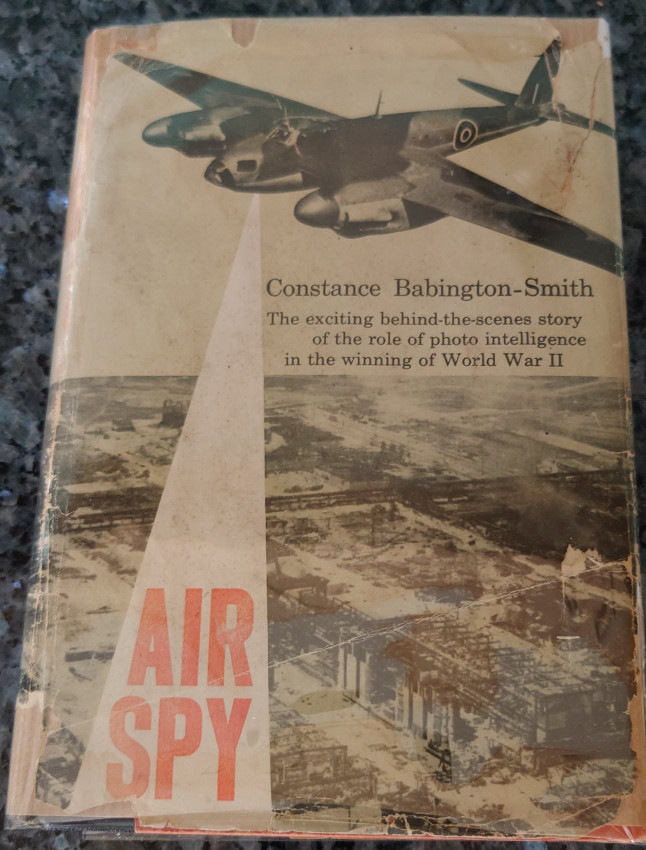 Constance Babington-Smith
The exciting behind-the-scenes story
of the role of photo intelligence
in the winning of World War II
AIR
SPY